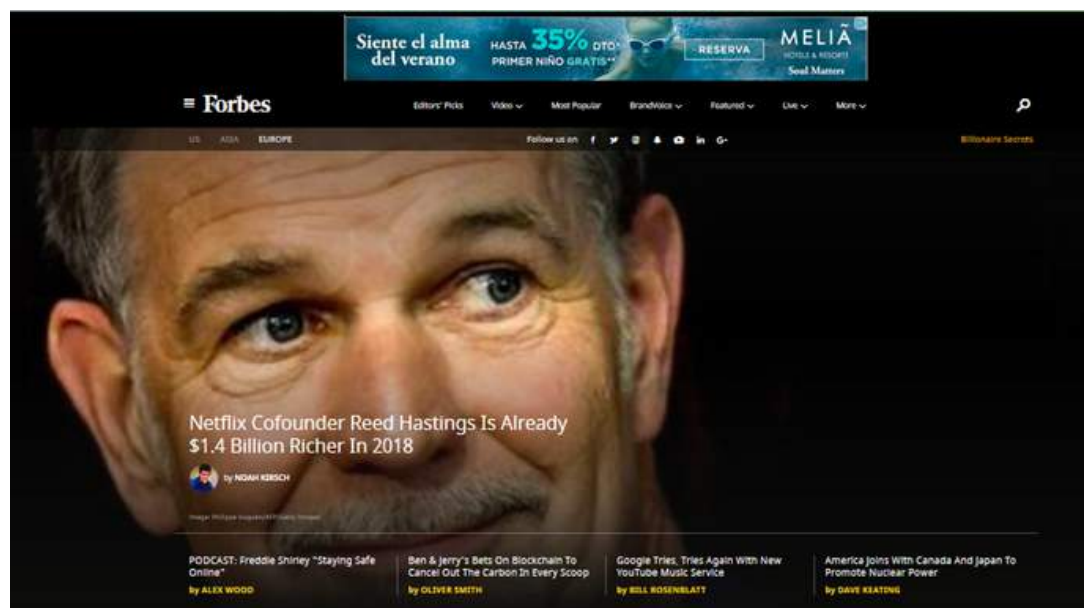 Siente el alma
del verano
HASTA 35% DTO*
PRIMER NIÑO GRATIS**
RESERVA
MELIÃ
HOTELS & RESORTS
Soul Matters
Forbes
Editors' Picks Video Most Popular BrandVoice Featured Live More
US ASIA EUROPE
Follow us on f in G+
Billionaire Secrets
Netflix Cofounder Reed Hastings Is Already
$1.4 Billion Richer In 2018
by NOAH KIRSCH
PODCAST: Freddie Shirley "Staying Safe
Online"
by ALEX WOOD
Ben & Jerry's Bets On Blockchain To
Cancel Out The Carbon In Every Scoop
by OLIVER SMITH
Google Tries, Tries Again With New
YouTube Music Service
by BILL ROSENBLATT
America Joins With Canada And Japan To
Promote Nuclear Power
by DAVE KEATING